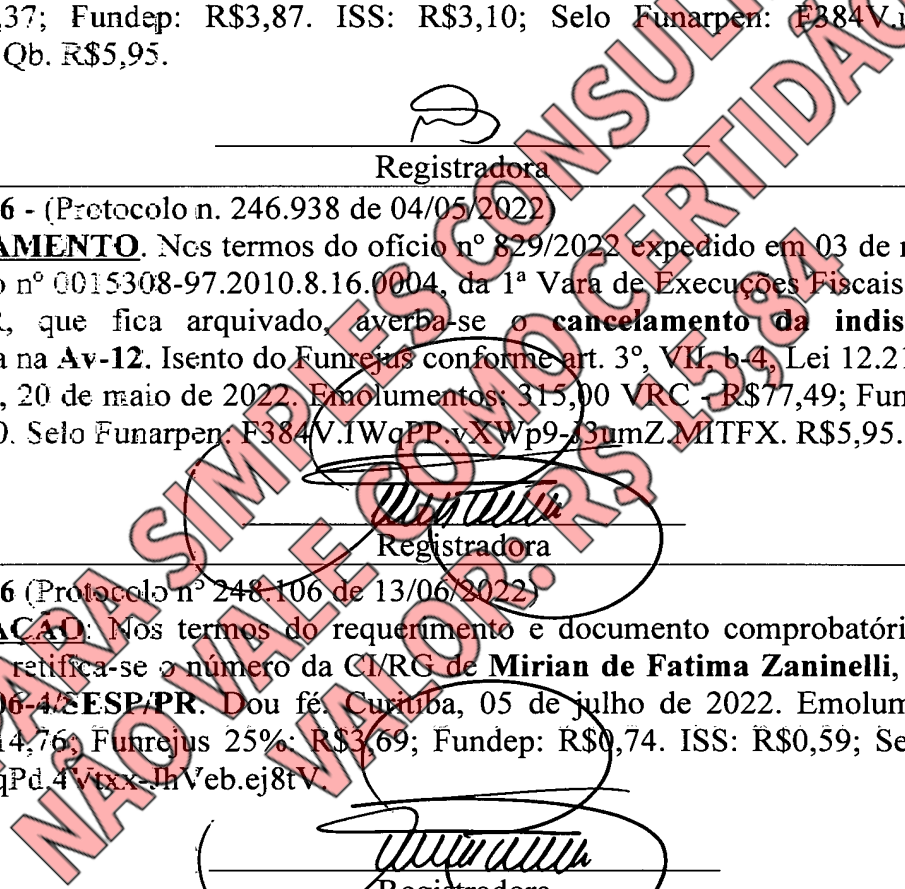 ,37; Fundep: R$3,87. ISS: R$3,10; Selo Funarpen: F384V.
Qb. R$5,95.
Registradora
6 - (Protocolo n. 246.938 de 04/05/2022)
AMENTO. Nos termos do ofício nº 829/2022 expedido em 03 de
nº 0015308-97.2010.8.16.0004, da 1ª Vara de Execuções Fiscais
, que fica arquivado, averba-se o cancelamento da indis
a na Av-12. Isento do Funrejus conforme art. 3º, VII, b-4, Lei 12.21
, 20 de maio de 2022. Emolumentos: 315,00 VRC - R$77,49; Fun
0. Selo Funarpen: F384V.IWqPP.vXWp9-J3umZ.MITFX. R$5,95.
Registradora
6 (Protocolo nº 248.106 de 13/06/2022)
AÇÃO: Nos termos do requerimento e documento comprobatóri
retifica-se o número da CI/RG de Mirian de Fatima Zaninelli,
06-4/SESP/PR. Dou fé. Curitiba, 05 de julho de 2022. Emolum
14,76; Funrejus 25%: R$3,69; Fundep: R$0,74. ISS: R$0,59; Se
qPd.4Vtxx-JhVeb.ej8tV.
Registradora
PARA SIMPLES CONSUL
NÃO VALE COMO CERTIDÃO
VALOR: R$ 15,84